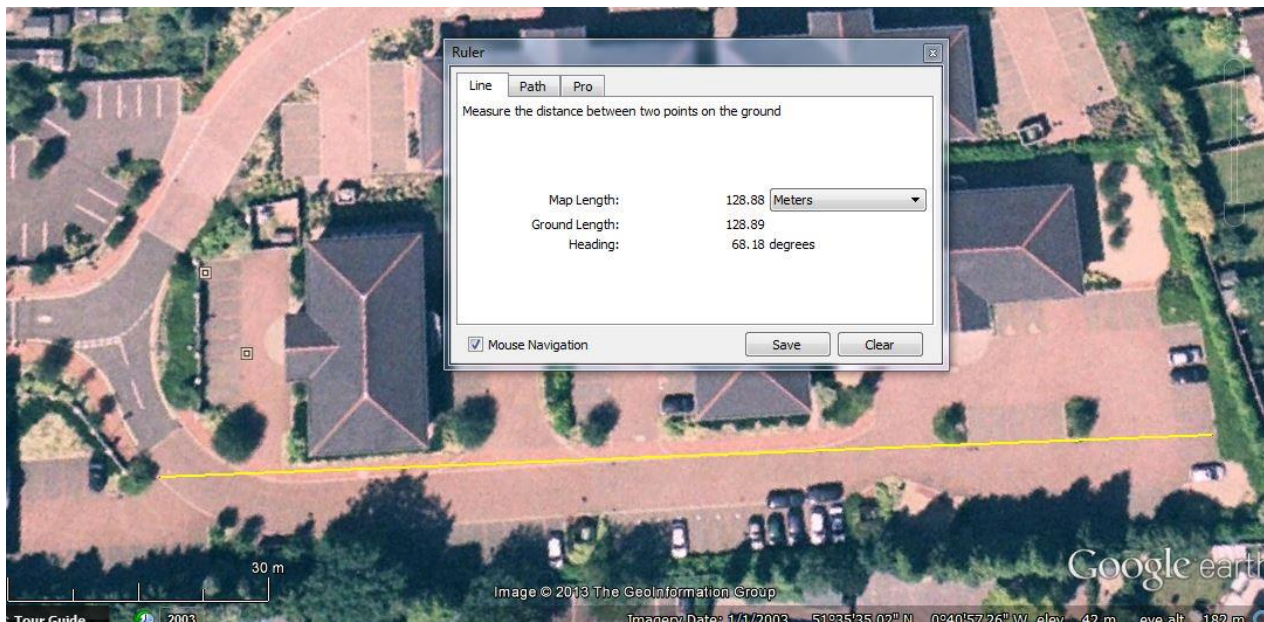 Ruler
Line Path Pro
Measure the distance between two points on the ground
Map Length: 128.88 Meters
Ground Length: 128.89
Heading: 68.18 degrees
Mouse Navigation Save Clear
30 m
Google earth
Image © 2013 The GeoInformation Group
Tour Guide 2003 Imagery Date: 1/1/2003 51°35'35.02" N 0°40'57.26" W elev 42 m eye alt 182 m